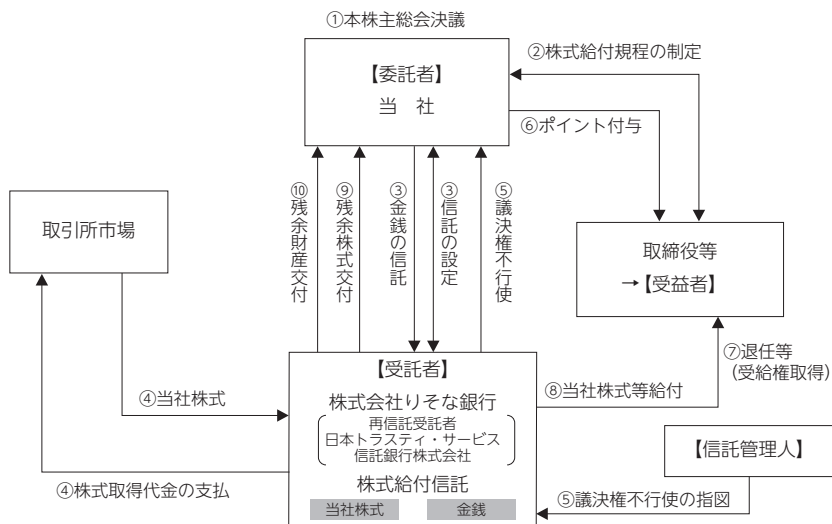 ①本株主総会決議
【委託者】
当　社
②株式給付規程の制定
⑥ポイント付与
⑩残余財産交付
⑨残余株式交付
③金銭の信託
③信託の設定
⑤議決権不行使
取引所市場
取締役等
→【受益者】
④当社株式
④株式取得代金の支払
【受託者】
株式会社りそな銀行
再信託受託者
日本トラスティ・サービス
信託銀行株式会社
株式給付信託
当社株式
金銭
⑦退任等
(受給権取得)
⑧当社株式等給付
【信託管理人】
⑤議決権不行使の指図